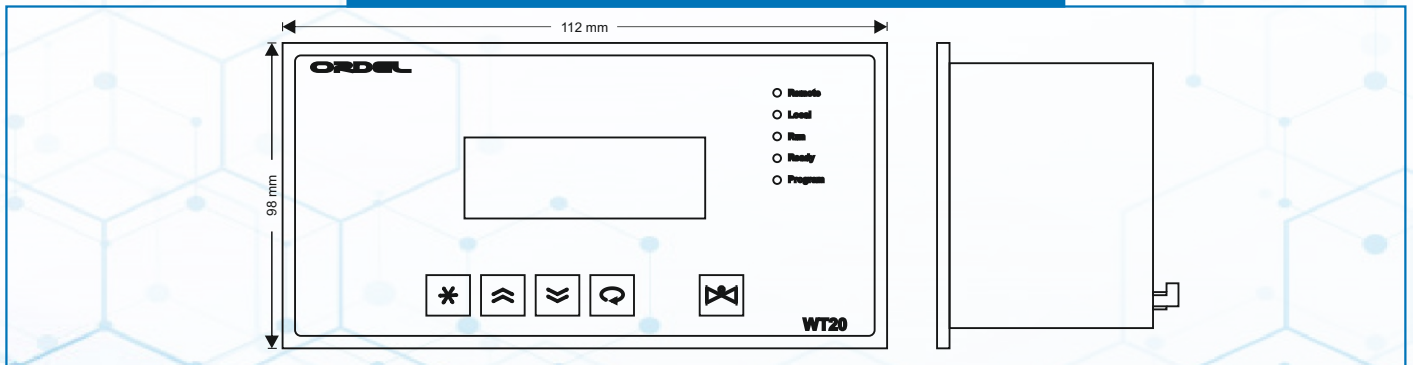 112 mm
ORDEL
Remote
Local
Run
Ready
Program
98 mm
WT20